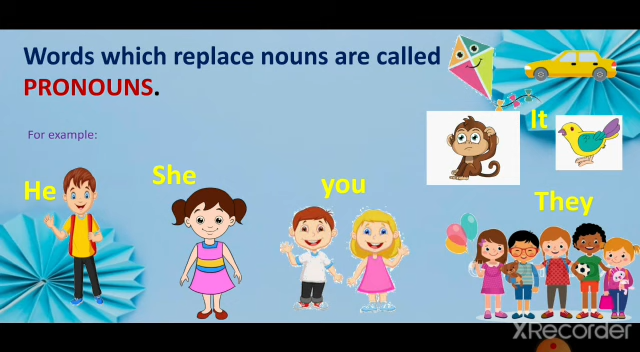 Words which replace nouns are called
PRONOUNS.
For example:
It
She
you
He
They
XRecorder